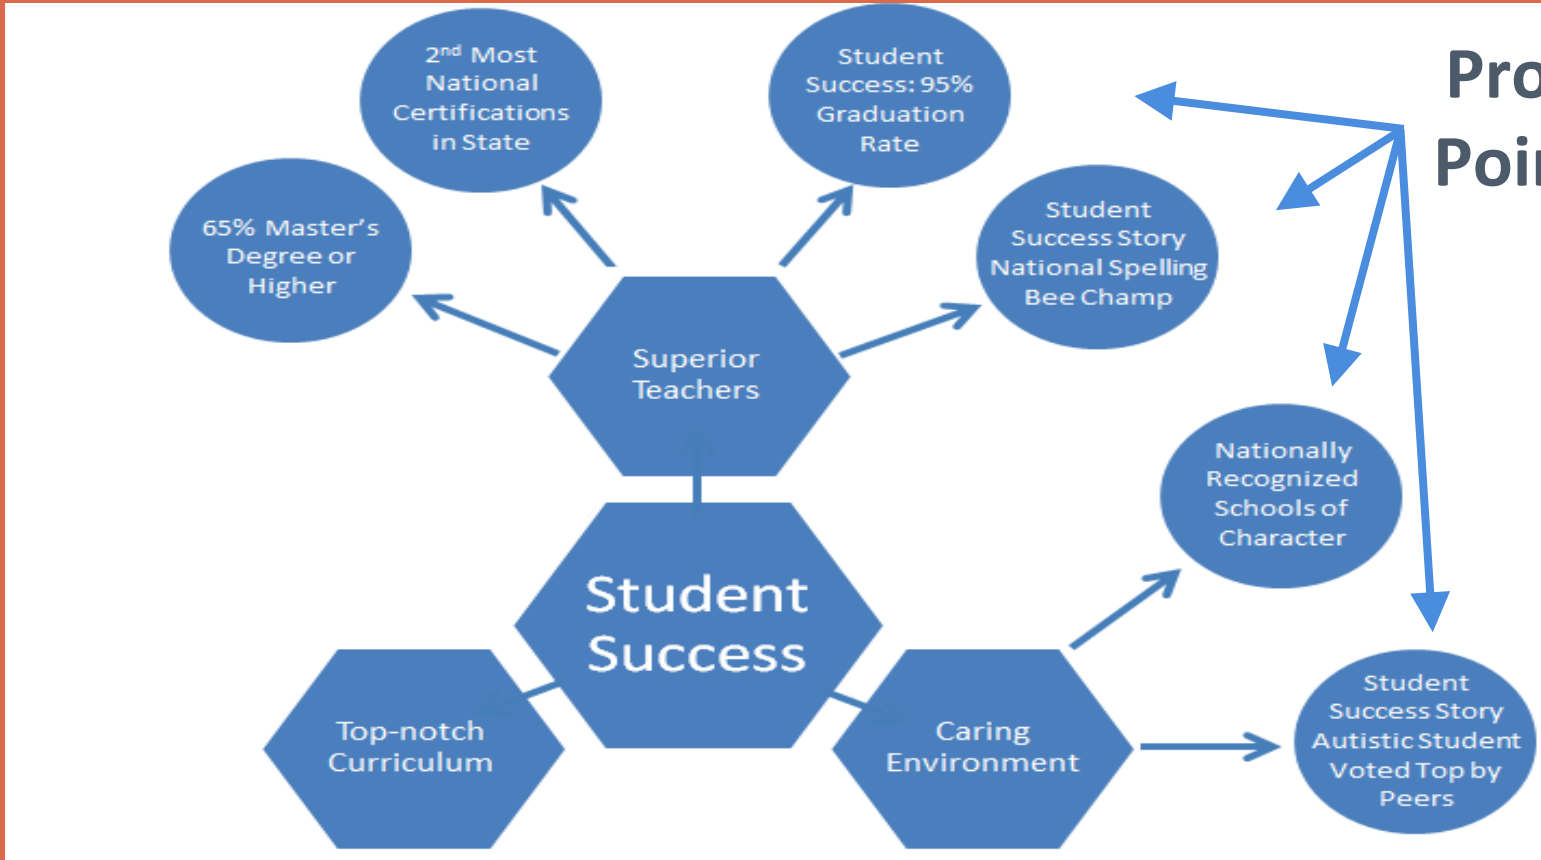 2nd Most
National
Certifications
in State
Student
Success: 95%
Graduation
Rate
65% Master's
Degree or
Higher
Student
Success Story
National Spelling
Bee Champ
Superior
Teachers
Nationally
Recognized
Schools of
Character
Student
Success
Top-notch
Curriculum
Caring
Environment
Student
Success Story
Autistic Student
Voted Top by
Peers